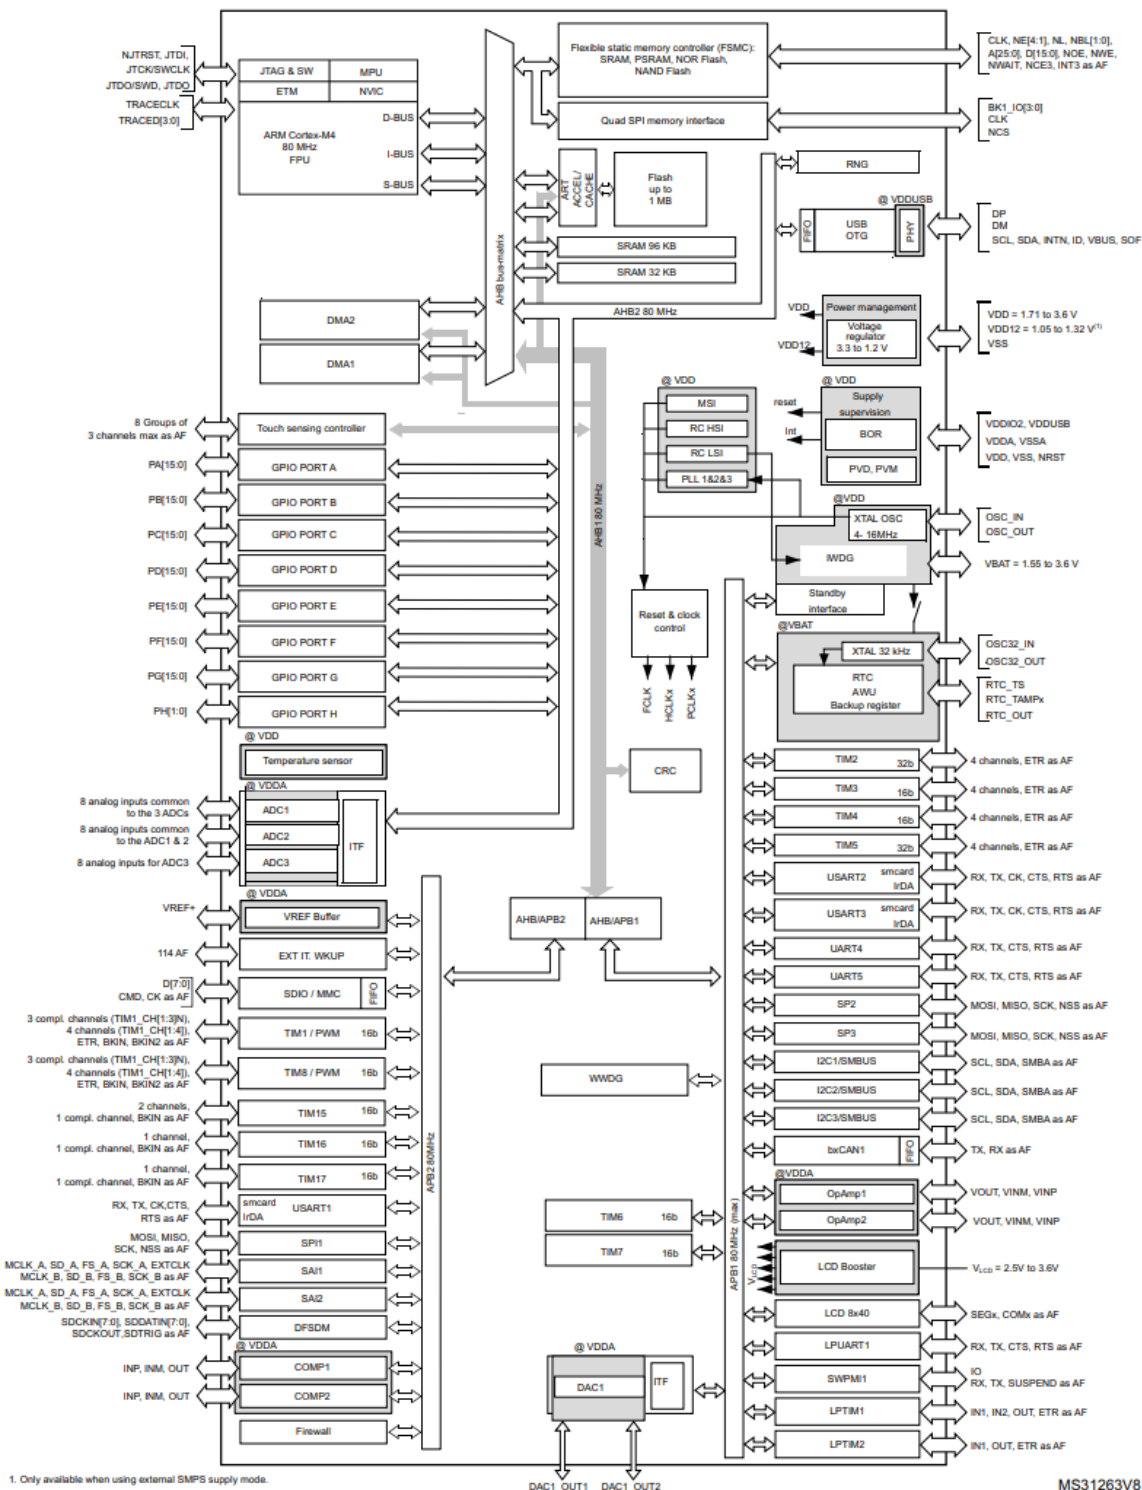 NJTRST, JTDI,
JTCK/SWCLK
JTDO/SWD, JTDO
TRACECLK
TRACED[3:0]
JTAG & SW
MPU
ETM
NVIC
ARM Cortex-M4
80 MHz
FPU
D-BUS
I-BUS
S-BUS
AHB bus-matrix
Flexible static memory controller (FSMC):
SRAM, PSRAM, NOR Flash,
NAND Flash
CLK, NE[4:1], NL, NBL[1:0],
A[25:0], D[15:0], NOE, NWE,
NWAIT, NCE3, INT3 as AF
Quad SPI memory interface
BK1_IO[3:0]
CLK
NCS
ART
ACCEL/
CACHE
Flash
up to
1 MB
RNG
@ VDDUSB
FIFO
USB
OTG
PHY
DP
DM
SCL, SDA, INTN, ID, VBUS, SOF
SRAM 96 KB
SRAM 32 KB
AHB2 80 MHz
DMA2
DMA1
VDD
VDD12
Power management
Voltage
regulator
3.3 to 1.2 V
VDD = 1.71 to 3.6 V
VDD12 = 1.05 to 1.32 V(1)
VSS
@ VDD
MSI
RC HSI
RC LSI
PLL 1&2&3
@ VDD
reset
Int
Supply
supervision
BOR
PVD, PVM
VDDIO2, VDDUSB
VDDA, VSSA
VDD, VSS, NRST
8 Groups of
3 channels max as AF
Touch sensing controller
PA[15:0]
GPIO PORT A
PB[15:0]
GPIO PORT B
PC[15:0]
GPIO PORT C
PD[15:0]
GPIO PORT D
PE[15:0]
GPIO PORT E
PF[15:0]
GPIO PORT F
PG[15:0]
GPIO PORT G
PH[1:0]
GPIO PORT H
AHB1 80 MHz
@VDD
XTAL OSC
4- 16MHz
IWDG
OSC_IN
OSC_OUT
VBAT = 1.55 to 3.6 V
Standby
interface
Reset & clock
control
FCLK
HCLKx
PCLKx
@VBAT
XTAL 32 kHz
RTC
AWU
Backup register
OSC32_IN
OSC32_OUT
RTC_TS
RTC_TAMPx
RTC_OUT
@ VDD
Temperature sensor
@ VDDA
8 analog inputs common
to the 3 ADCs
8 analog inputs common
to the ADC1 & 2
8 analog inputs for ADC3
ADC1
ADC2
ADC3
ITF
CRC
@ VDDA
VREF+
VREF Buffer
AHB/APB2
AHB/APB1
114 AF
EXT IT. WKUP
D[7:0]
CMD, CK as AF
SDIO / MMC
FIFO
3 compl. channels (TIM1_CH[1:3]N),
4 channels (TIM1_CH[1:4]),
ETR, BKIN, BKIN2 as AF
TIM1 / PWM
16b
3 compl. channels (TIM1_CH[1:3]N),
4 channels (TIM1_CH[1:4]),
ETR, BKIN, BKIN2 as AF
TIM8 / PWM
16b
2 channels,
1 compl. channel, BKIN as AF
TIM15
16b
1 channel,
1 compl. channel, BKIN as AF
TIM16
16b
1 channel,
1 compl. channel, BKIN as AF
TIM17
16b
RX, TX, CK,CTS,
RTS as AF
smcard
IrDA
USART1
MOSI, MISO,
SCK, NSS as AF
SPI1
MCLK_A, SD_A, FS_A, SCK_A, EXTCLK
MCLK_B, SD_B, FS_B, SCK_B as AF
SAI1
MCLK_A, SD_A, FS_A, SCK_A, EXTCLK
MCLK_B, SD_B, FS_B, SCK_B as AF
SAI2
SDCKIN[7:0], SDDATIN[7:0],
SDCKOUT,SDTRIG as AF
DFSDM
@ VDDA
INP, INM, OUT
COMP1
INP, INM, OUT
COMP2
Firewall
APB2 80MHz
WWDG
TIM6
16b
TIM7
16b
@ VDDA
DAC1
ITF
DAC1_OUT1
DAC1_OUT2
APB1 80 MHz (max)
TIM2
32b
4 channels, ETR as AF
TIM3
16b
4 channels, ETR as AF
TIM4
16b
4 channels, ETR as AF
TIM5
32b
4 channels, ETR as AF
USART2
smcard
IrDA
RX, TX, CK, CTS, RTS as AF
USART3
smcard
IrDA
RX, TX, CK, CTS, RTS as AF
UART4
RX, TX, CTS, RTS as AF
UART5
RX, TX, CTS, RTS as AF
SP2
MOSI, MISO, SCK, NSS as AF
SP3
MOSI, MISO, SCK, NSS as AF
I2C1/SMBUS
SCL, SDA, SMBA as AF
I2C2/SMBUS
SCL, SDA, SMBA as AF
I2C3/SMBUS
SCL, SDA, SMBA as AF
bxCAN1
FIFO
TX, RX as AF
@VDDA
OpAmp1
VOUT, VINM, VINP
OpAmp2
VOUT, VINM, VINP
VLCD
LCD Booster
VLCD = 2.5V to 3.6V
LCD 8x40
SEGx, COMx as AF
LPUART1
RX, TX, CTS, RTS as AF
SWPMI1
IO
RX, TX, SUSPEND as AF
LPTIM1
IN1, IN2, OUT, ETR as AF
LPTIM2
IN1, OUT, ETR as AF
1. Only available when using external SMPS supply mode.
MS31263V8